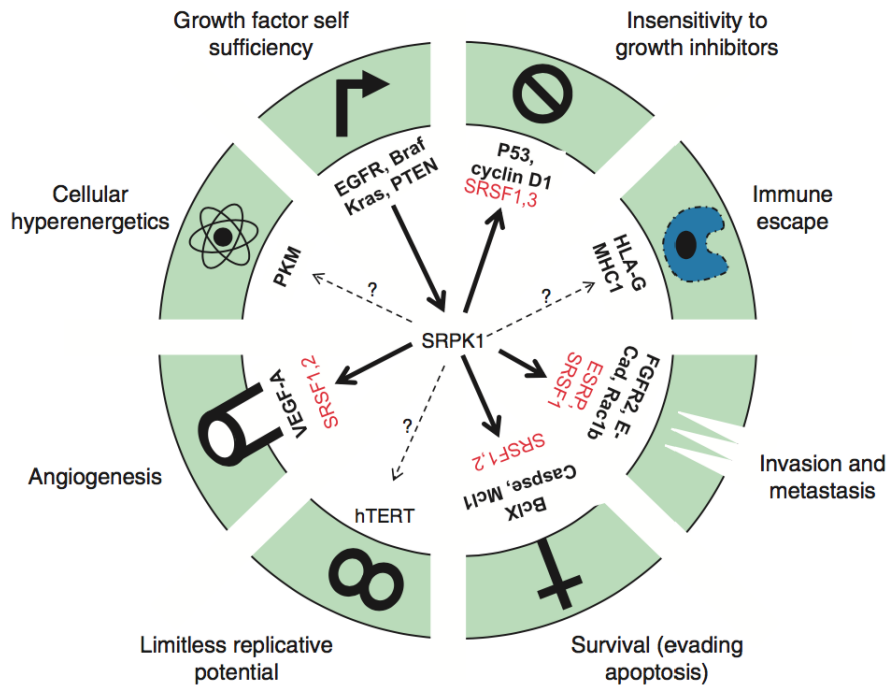 Growth factor self
sufficiency
Insensitivity to
growth inhibitors
EGFR, Braf
Kras, PTEN
P53,
cyclin D1
SRSF1,3
Cellular
hyperenergetics
Immune
escape
PKM
?
?
HLA-G
MHC1
SRPK1
VEGF-A
SRSF1,2
FGFR2, E-
Cad, Rac1b
ESRP,
SRSF1
?
SRSF1,2
Caspse, Mcl1
BclX
Angiogenesis
Invasion and
metastasis
hTERT
Limitless replicative
potential
Survival (evading
apoptosis)